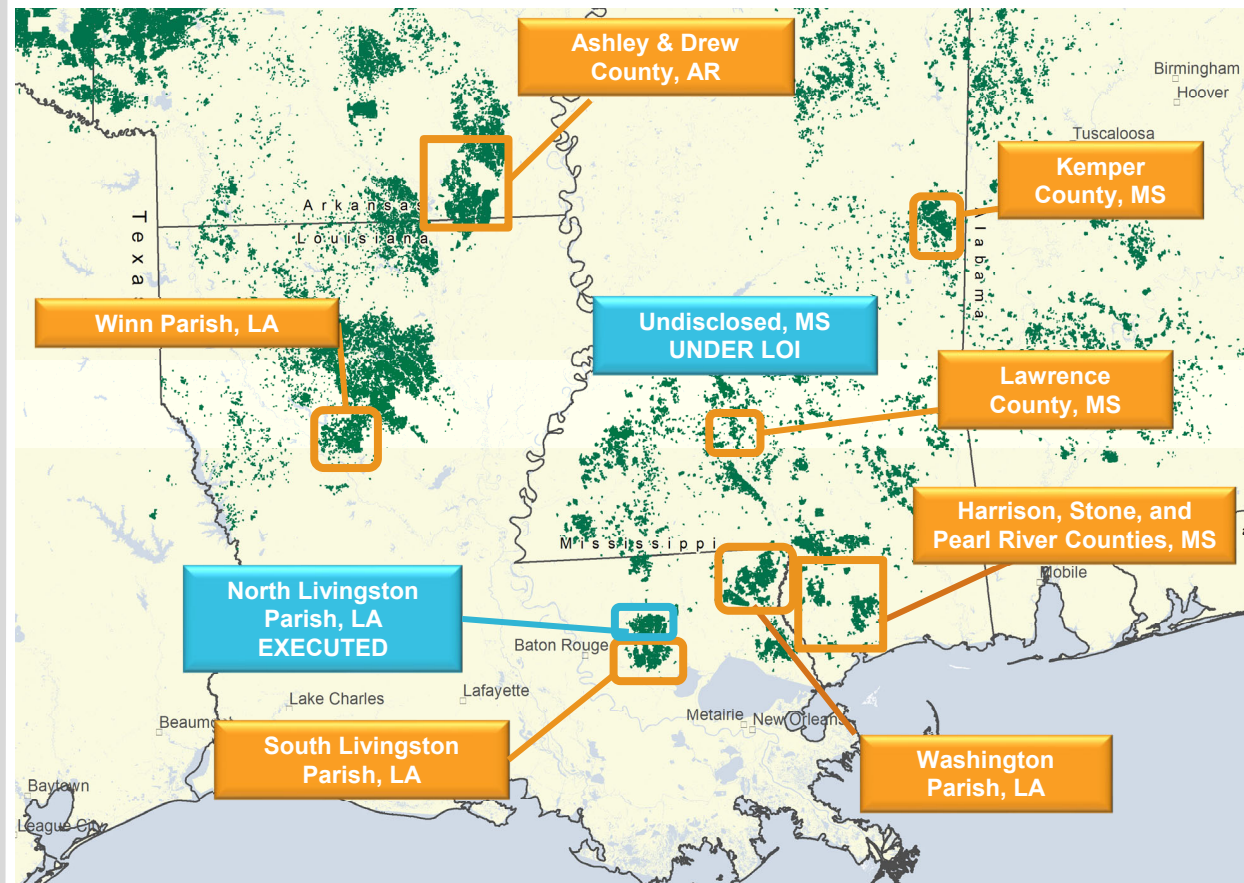 Ashley & Drew
County, AR
Birmingham
Hoover
Tuscaloosa
Kemper
County, MS
Arkansas
Louisiana
Texas
Alabama
Winn Parish, LA
Undisclosed, MS
UNDER LOI
Lawrence
County, MS
Harrison, Stone, and
Pearl River Counties, MS
Mississippi
Mobile
North Livingston
Parish, LA
EXECUTED
Baton Rouge
Lake Charles
Lafayette
Metairie
New Orleans
South Livingston
Parish, LA
Washington
Parish, LA
Baytown
League City